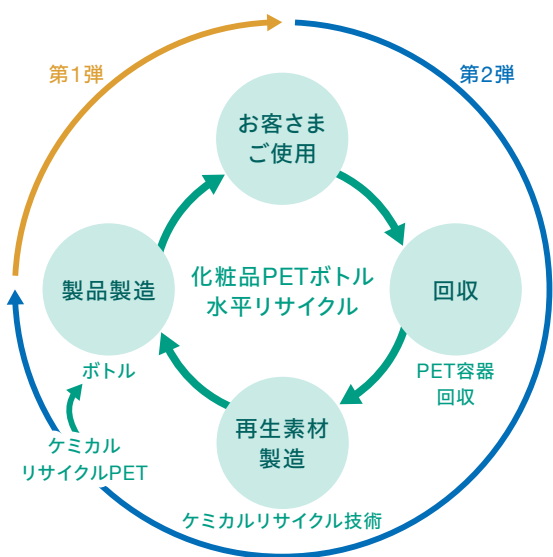 第1弾
第2弾
お客さま
ご使用
製品製造
化粧品PETボトル
水平リサイクル
回収
ボトル
PET容器
回収
ケミカル
リサイクルPET
再生素材
製造
ケミカルリサイクル技術